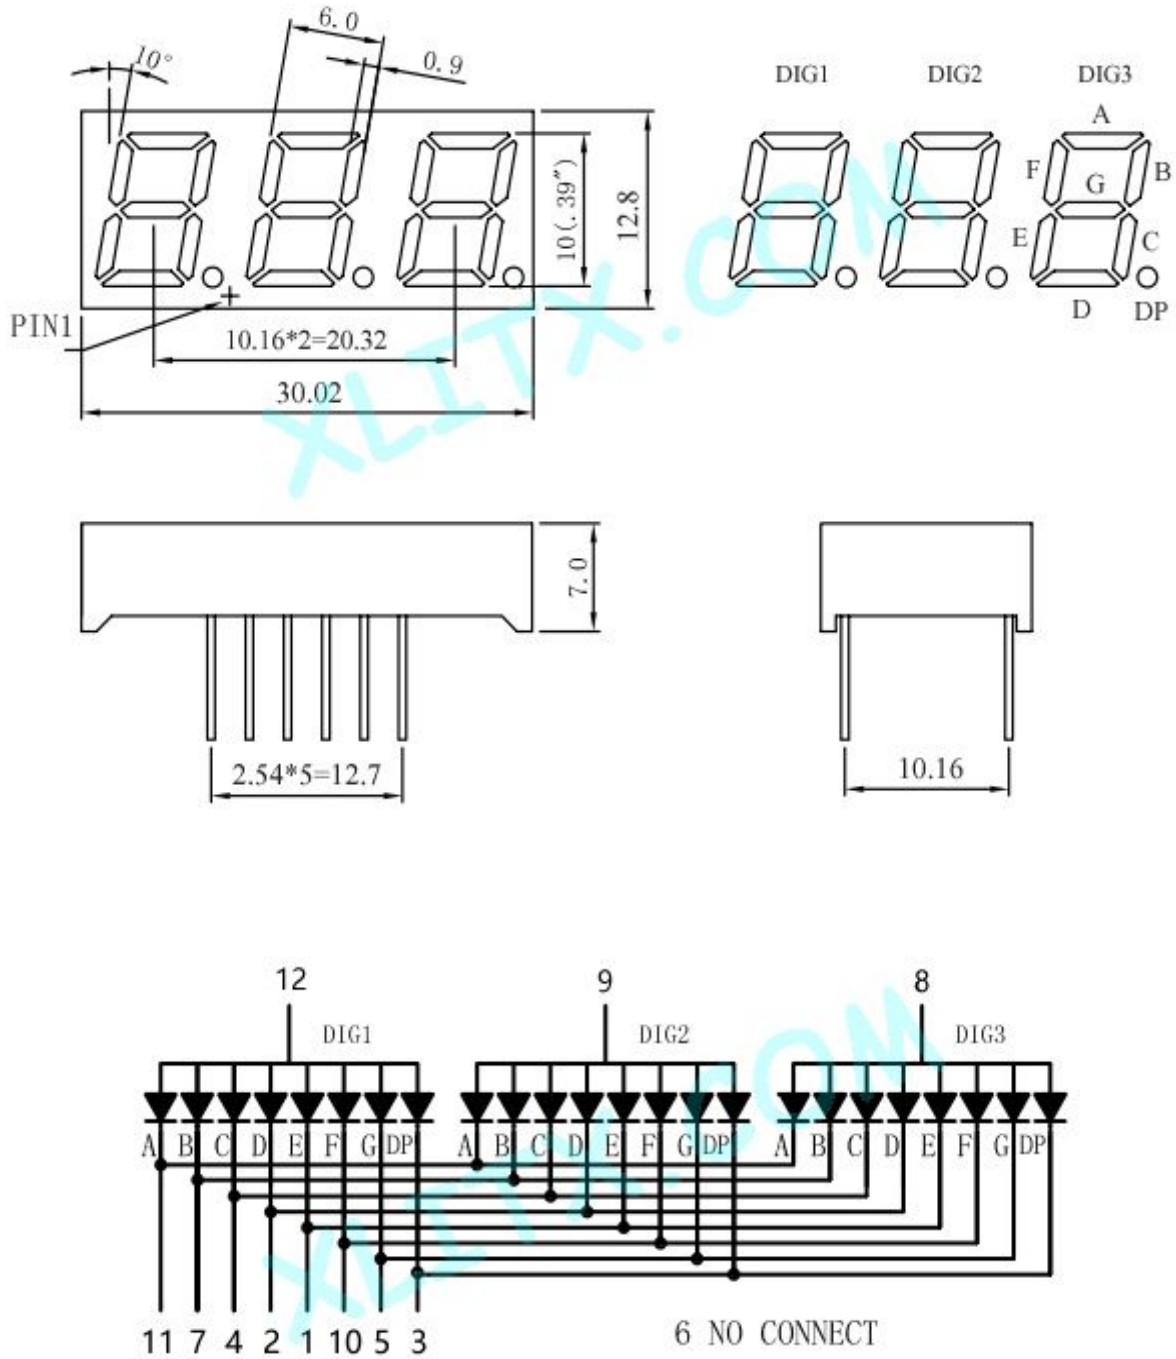 6.0
10°
0.9
DIG1 DIG2 DIG3
A
F B
G
E C
D DP
10(.39")
12.8
PIN1
10.16*2=20.32
30.02
XLITX.COM
7.0
2.54*5=12.7
10.16
12 9 8
DIG1 DIG2 DIG3
A B C D E F G DP A B C D E F G DP A B C D E F G DP
XLITX.COM
11 7 4 2 1 10 5 3
6 NO CONNECT